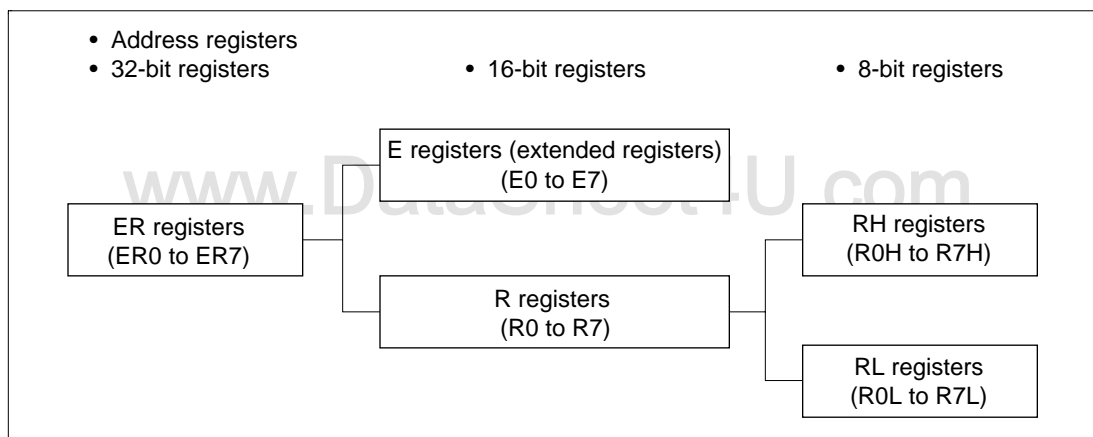 • Address registers
• 32-bit registers
• 16-bit registers
• 8-bit registers
E registers (extended registers)
(E0 to E7)
www.DataSheet4U.com
ER registers
(ER0 to ER7)
RH registers
(R0H to R7H)
R registers
(R0 to R7)
RL registers
(R0L to R7L)